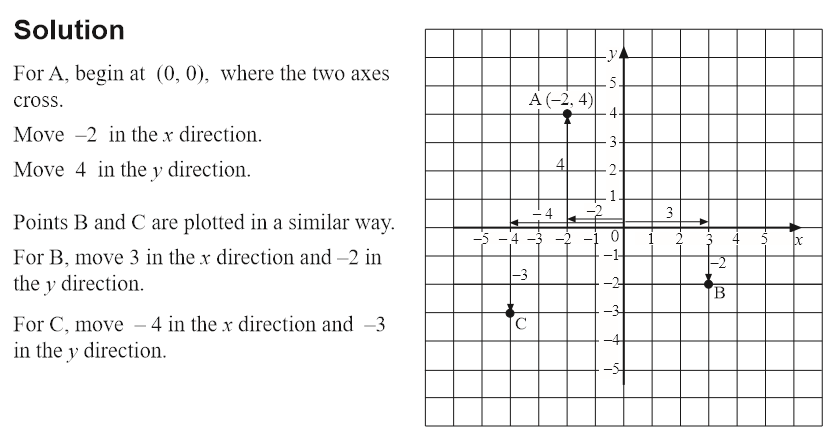 Solution
For A, begin at (0, 0), where the two axes
cross.
Move –2 in the x direction.
Move 4 in the y direction.
Points B and C are plotted in a similar way.
For B, move 3 in the x direction and –2 in
the y direction.
For C, move – 4 in the x direction and –3
in the y direction.
y
5
A (–2, 4)
4
3
4
2
1
– 4
–2
3
–5 –4 –3 –2 –1 0 1 2 3 4 5 x
–1
–2
–3
–2
B
–3
C
–4
–5